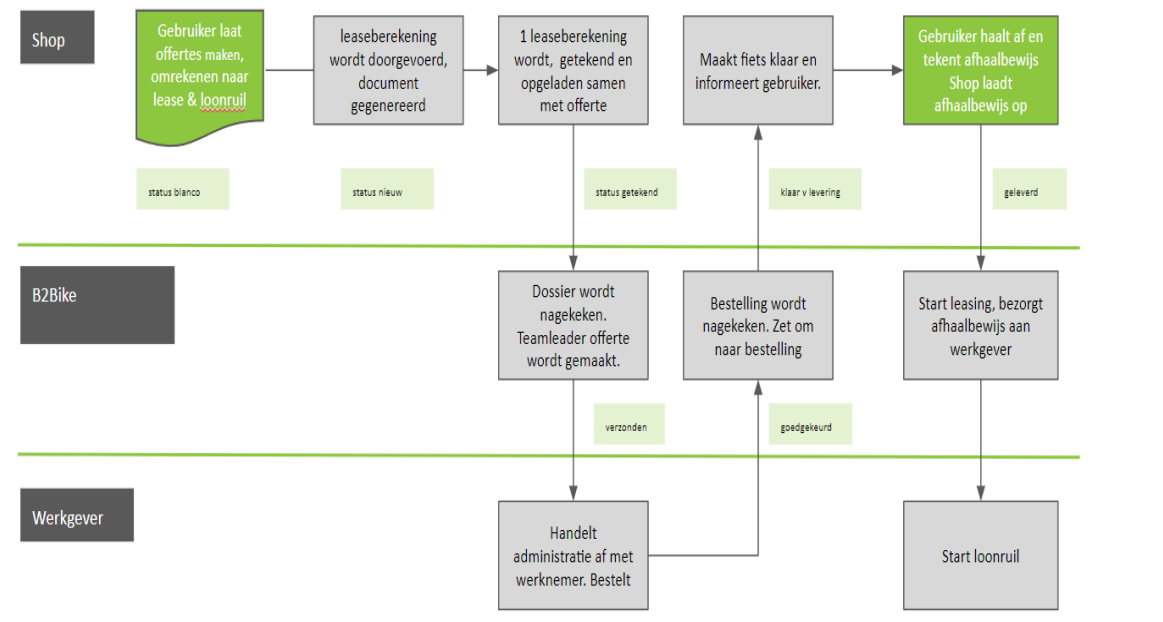 Shop
Gebruiker laat
offertes maken,
omrekenen naar
lease & loonruil
leaseberekening
wordt doorgevoerd,
document
gegenereerd
1 leaseberekening
wordt, getekend en
opgeladen samen
met offerte
Maakt fiets klaar en
informeert gebruiker.
Gebruiker haalt af en
tekent afhaalbewijs
Shop laadt
afhaalbewijs op
status blanco
status nieuw
status getekend
klaar v levering
geleverd
B2Bike
Dossier wordt
nagekeken.
Teamleader offerte
wordt gemaakt.
Bestelling wordt
nagekeken. Zet om
naar bestelling
Start leasing, bezorgt
afhaalbewijs aan
werkgever
verzonden
goedgekeurd
Werkgever
Handelt
administratie af met
werknemer. Bestelt
Start loonruil